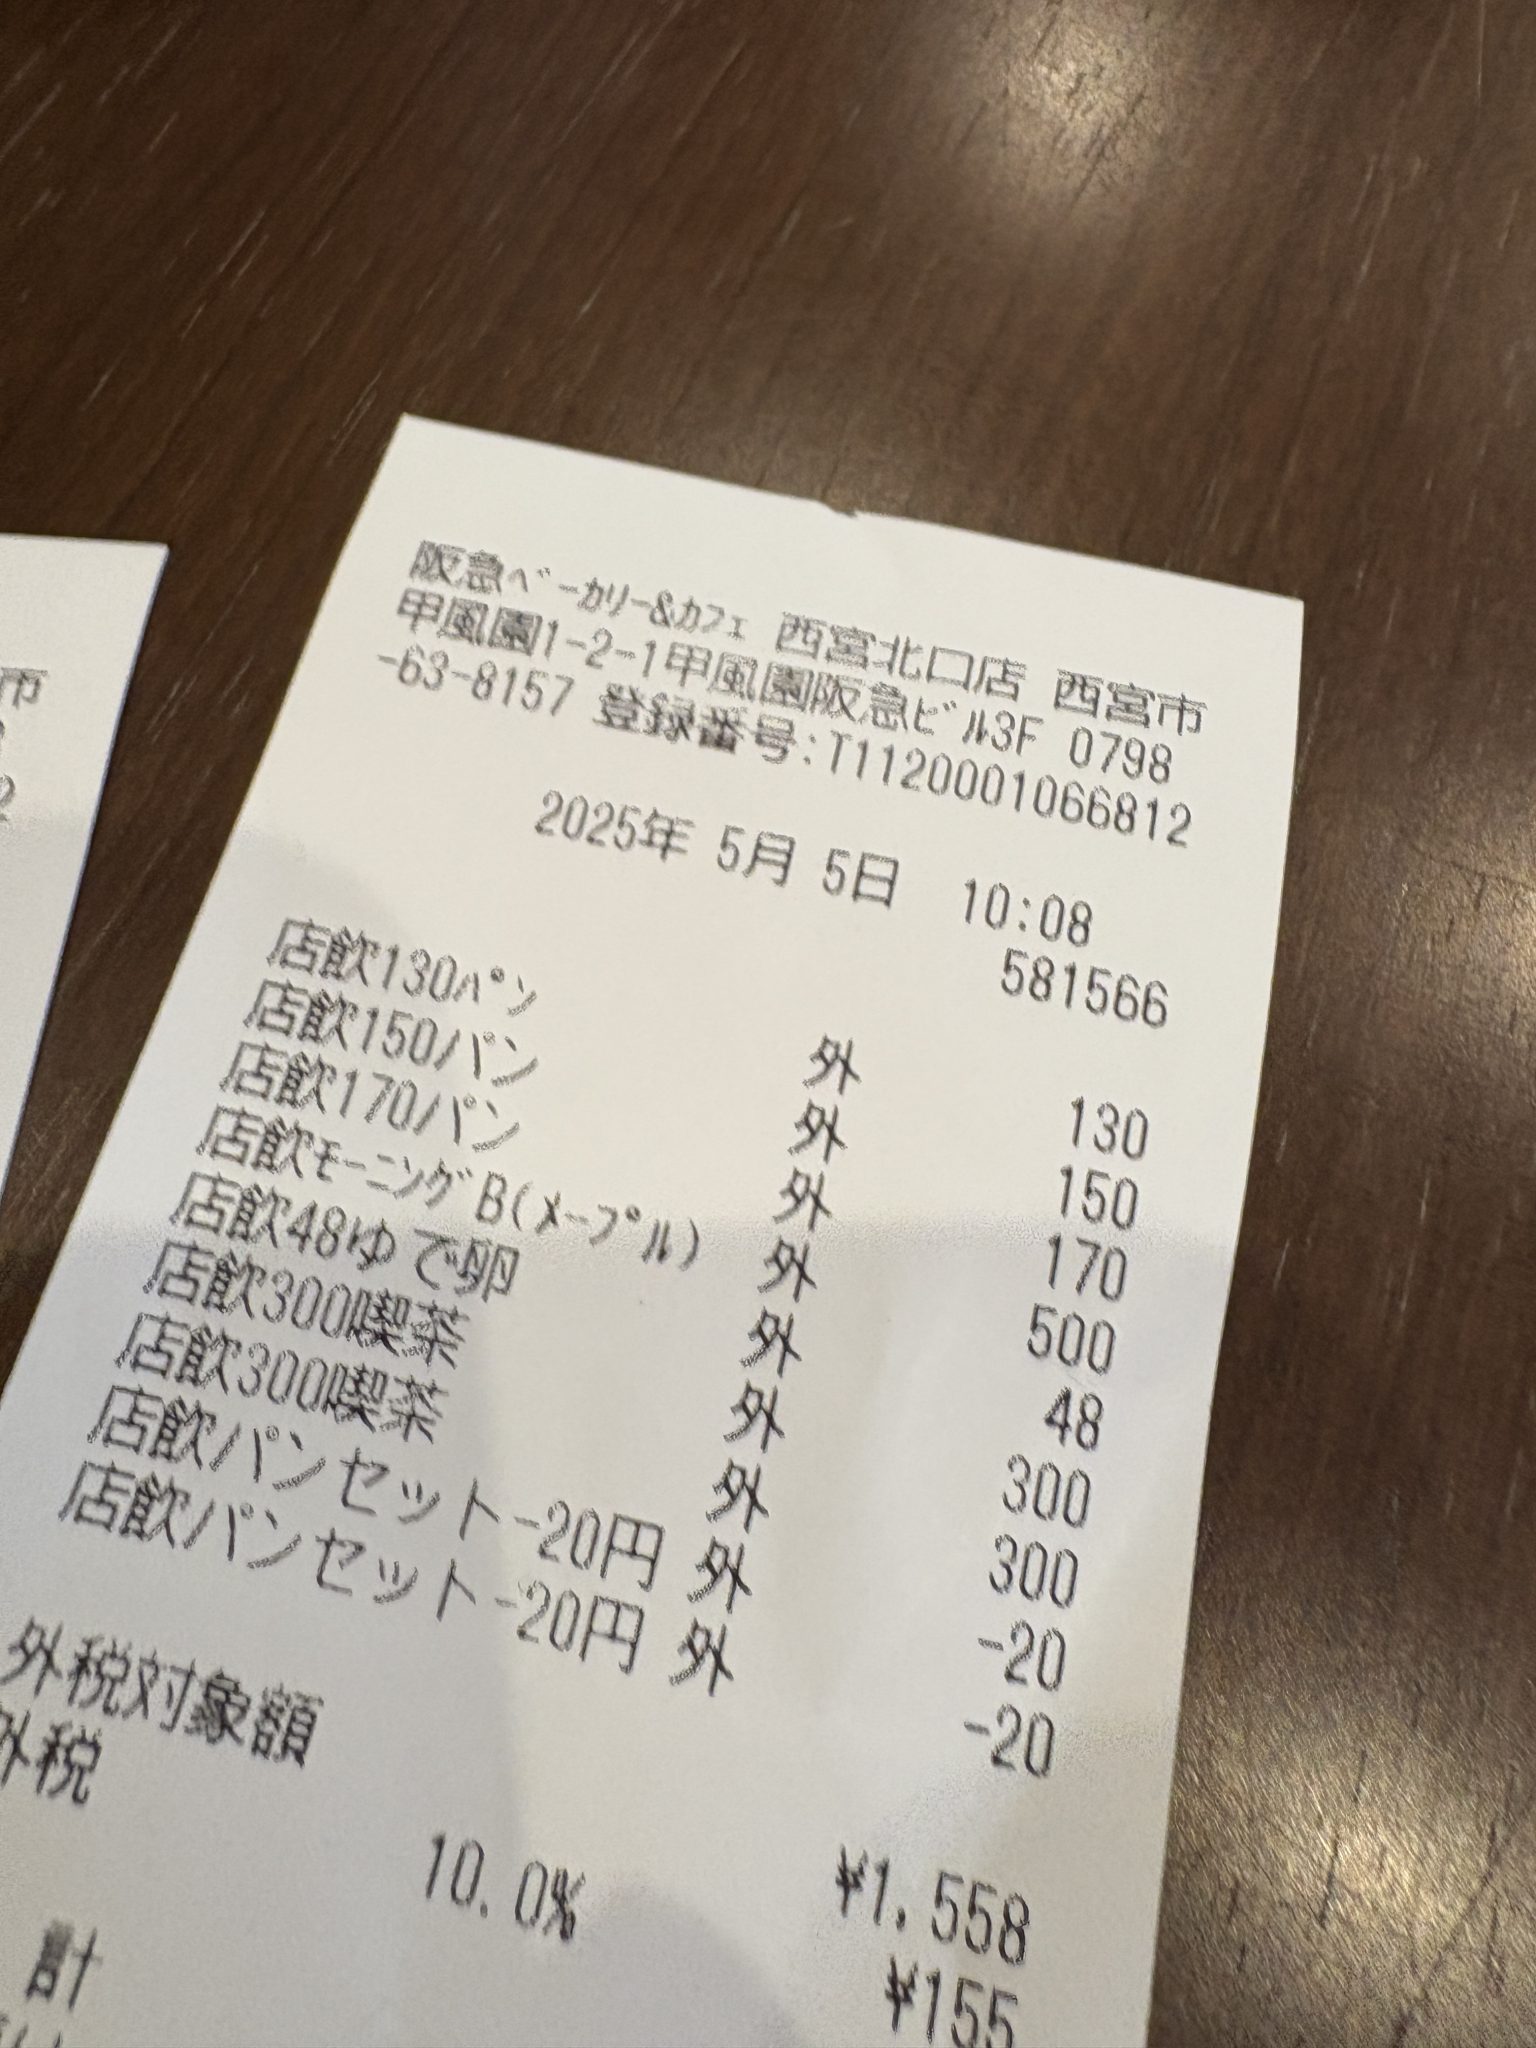 阪急ベーカリー&カフェ 西宮北口店 西宮市
甲風園1-2-1甲風園阪急ビル3F 0798
-63-8157 登録番号:T1120001066812
2025年 5月 5日 10:08
581566
店飲130パン 外 130
店飲150パン 外 150
店飲170パン 外 170
店飲モーニングB(メープル) 外 500
店飲48ゆで卵 外 48
店飲300喫茶 外 300
店飲300喫茶 外 300
店飲パンセット-20円 外 -20
店飲パンセット-20円 外 -20
外税対象額 ¥1,558
外税 10.0% ¥155
計
市
2